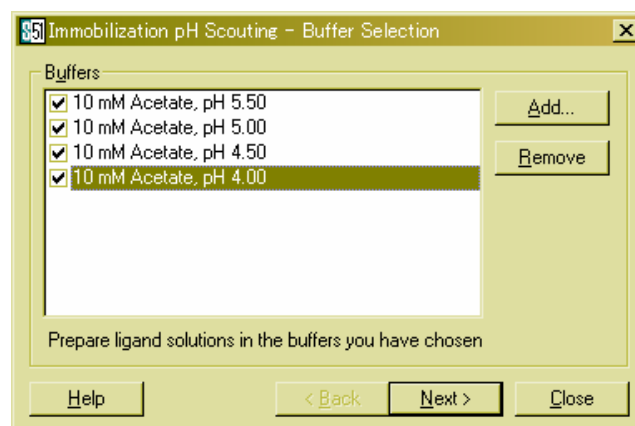 S51 Immobilization pH Scouting - Buffer Selection
Buffers
10 mM Acetate, pH 5.50
10 mM Acetate, pH 5.00
10 mM Acetate, pH 4.50
10 mM Acetate, pH 4.00
Add...
Remove
Prepare ligand solutions in the buffers you have chosen
Help
< Back
Next >
Close